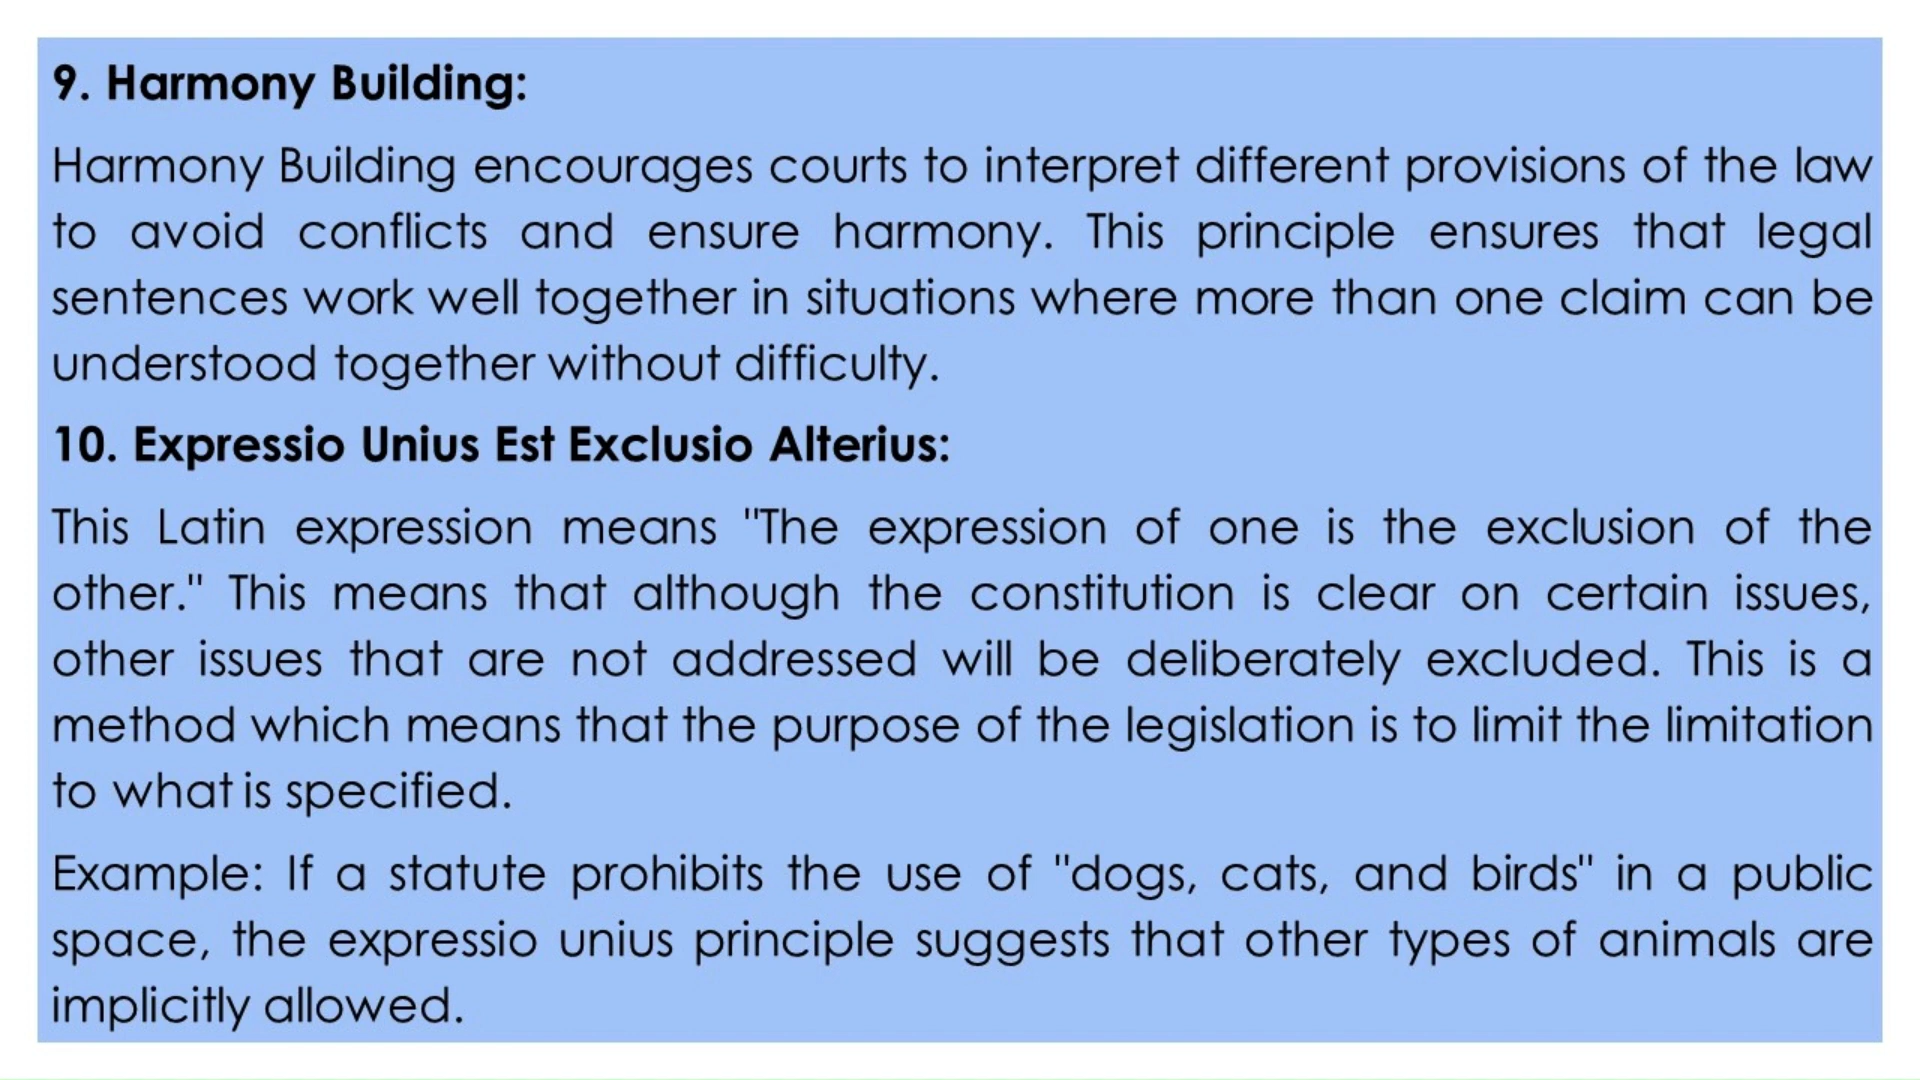 9. Harmony Building:
Harmony Building encourages courts to interpret different provisions of the law
to avoid conflicts and ensure harmony. This principle ensures that legal
sentences work well together in situations where more than one claim can be
understood together without difficulty.
10. Expressio Unius Est Exclusio Alterius:
This Latin expression means "The expression of one is the exclusion of the
other." This means that although the constitution is clear on certain issues,
other issues that are not addressed will be deliberately excluded. This is a
method which means that the purpose of the legislation is to limit the limitation
to what is specified.
Example: If a statute prohibits the use of "dogs, cats, and birds" in a public
space, the expressio unius principle suggests that other types of animals are
implicitly allowed.